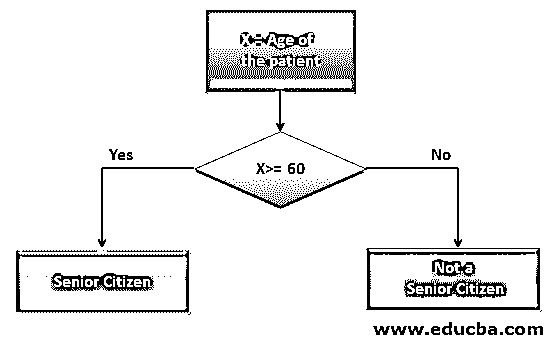 X = Age of
the patient
Yes
X>= 60
No
Senior Citizen
Not a
Senior Citizen
www.educba.com